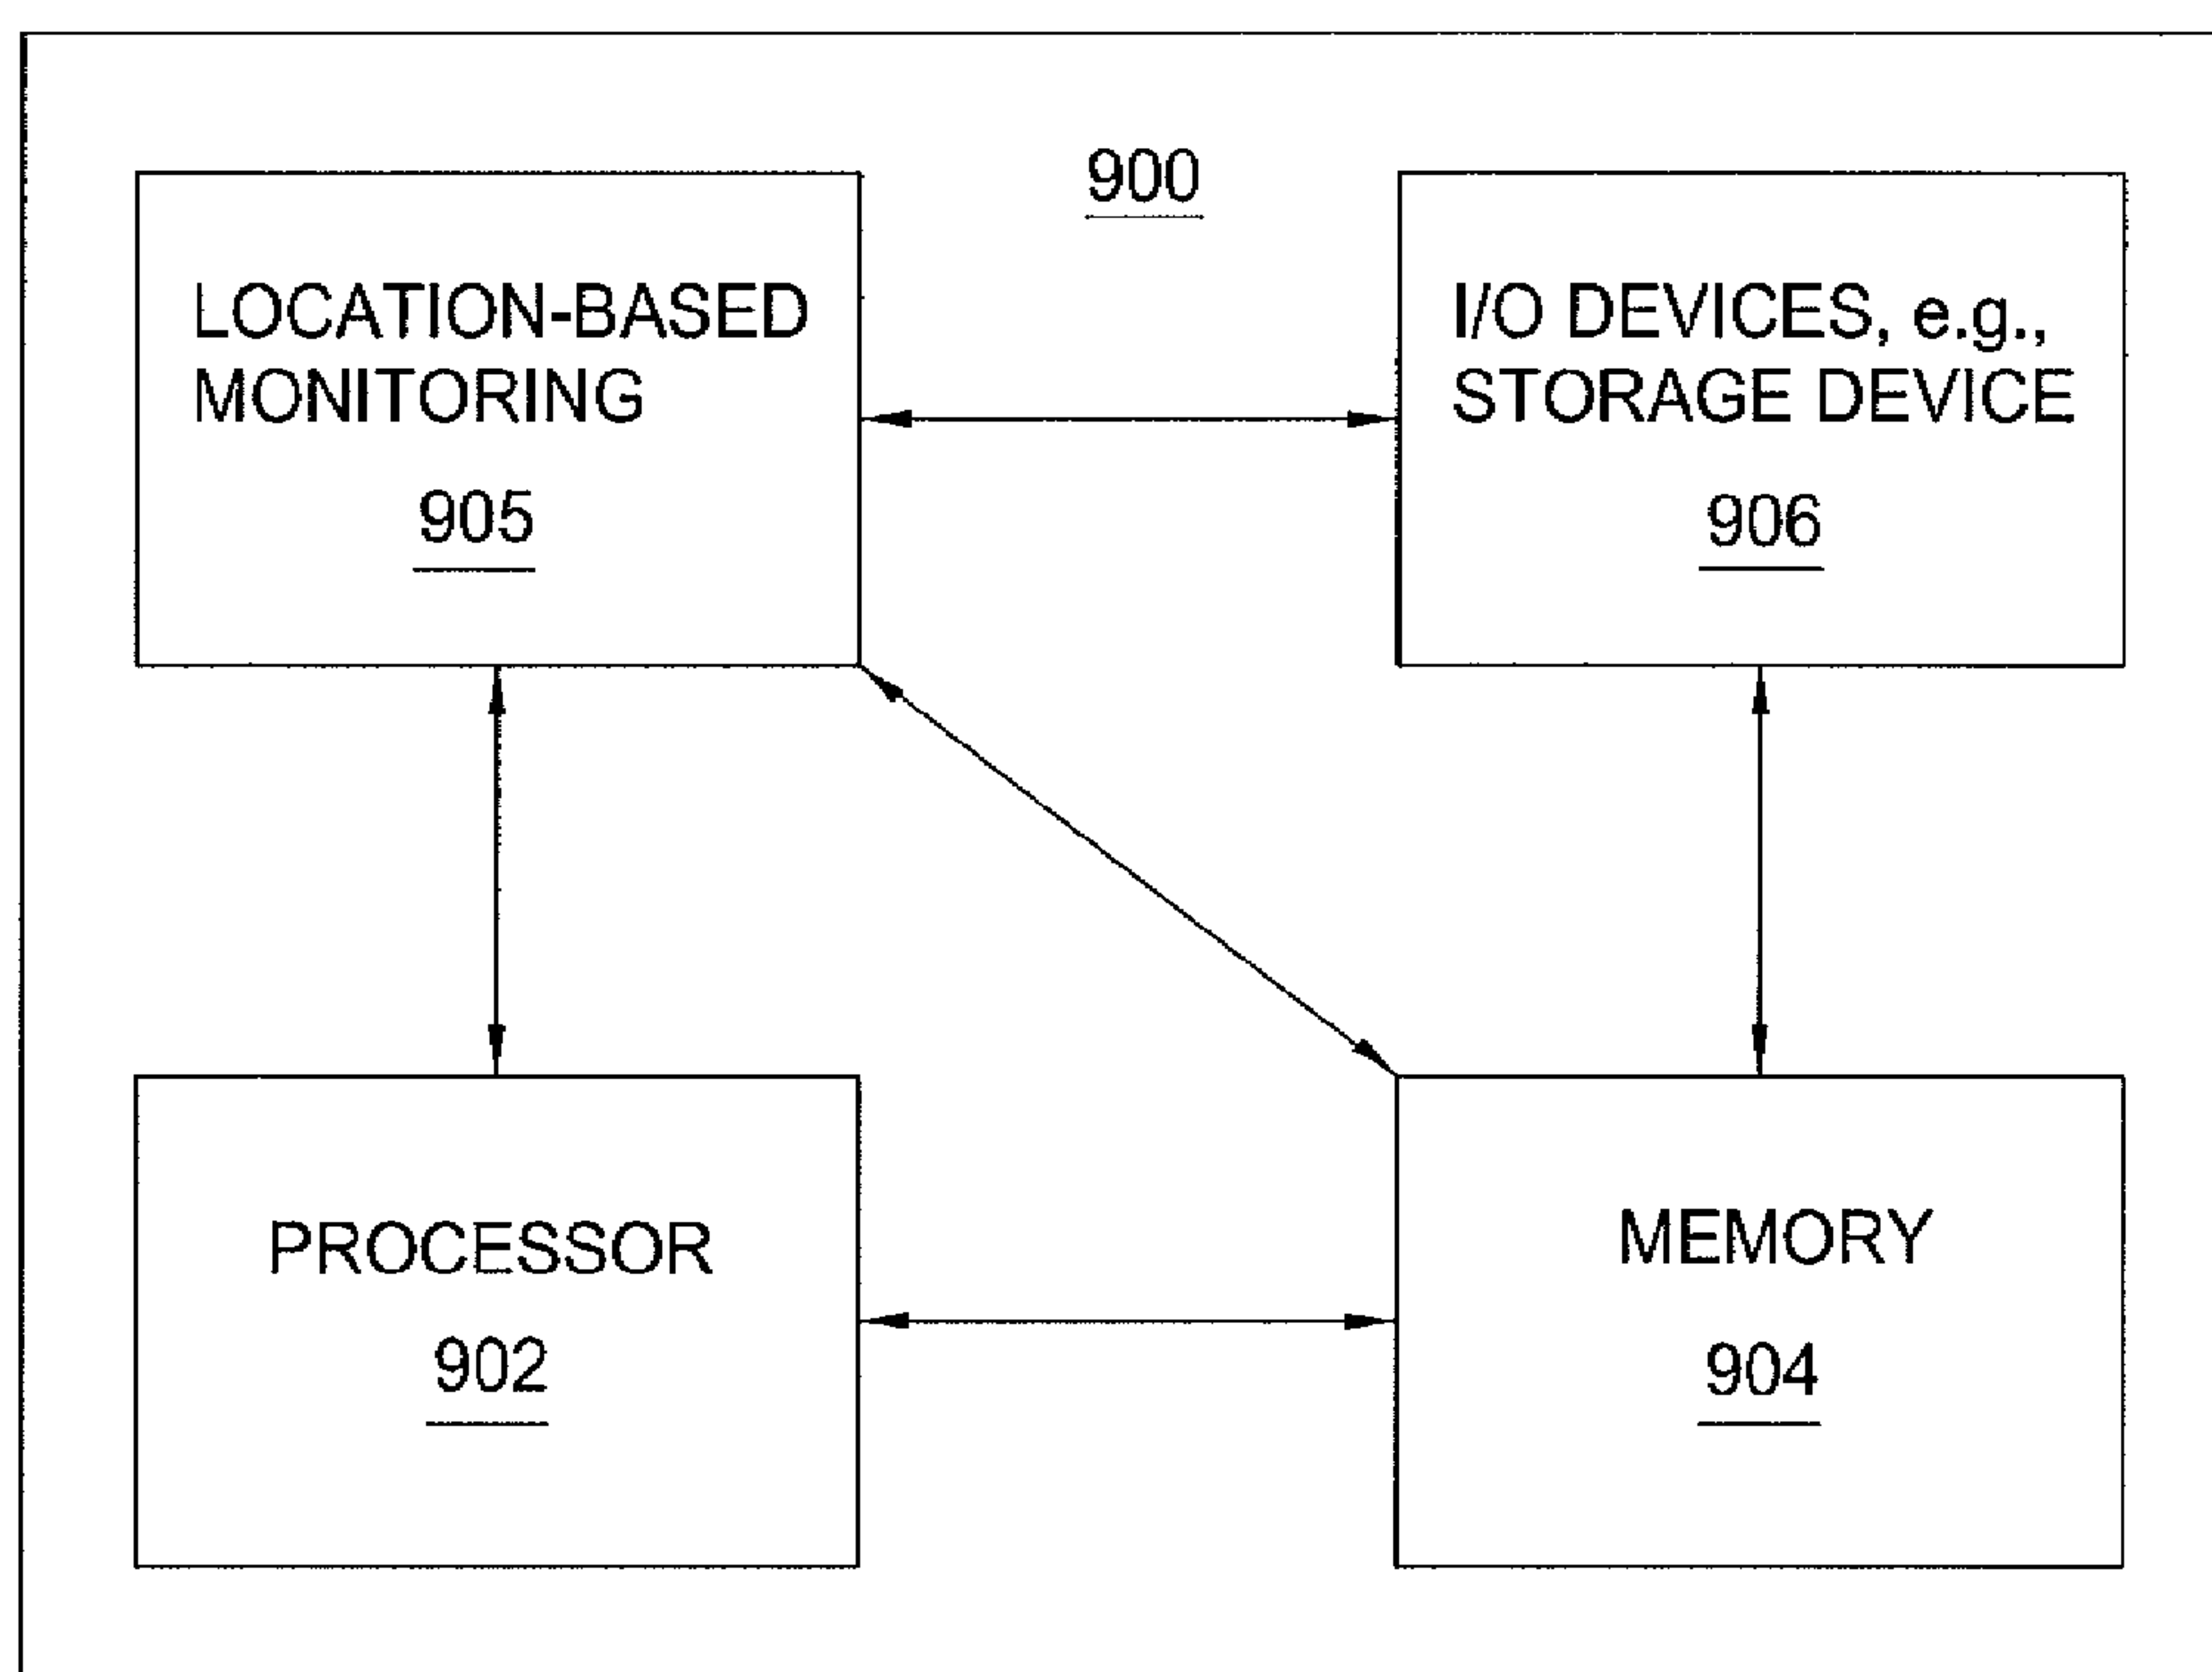 900
LOCATION-BASED
MONITORING
905
I/O DEVICES, e.g.,
STORAGE DEVICE
906
PROCESSOR
902
MEMORY
904